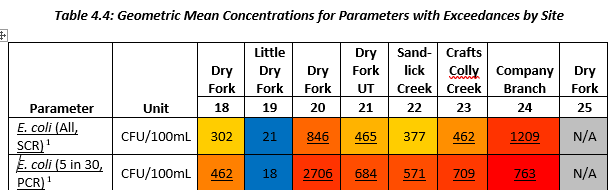 Table 4.4: Geometric Mean Concentrations for Parameters with Exceedances by Site
Parameter Unit Dry Fork 18 Little Dry Fork 19 Dry Fork 20 Dry Fork UT 21 Sand-lick Creek 22 Crafts Colly Creek 23 Company Branch 24 Dry Fork 25
E. coli (All, SCR) 1 CFU/100mL 302 21 846 465 377 462 1209 N/A
E. coli (5 in 30, PCR) 1 CFU/100mL 462 18 2706 684 571 709 763 N/A